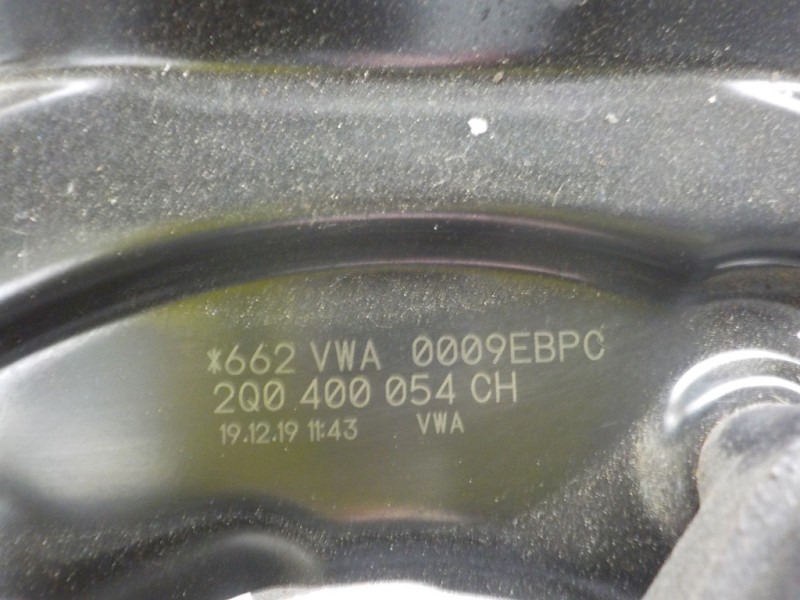 *662 VWA 0009EBPC
2Q0 400 054 CH
19.12.19 11:43 VWA